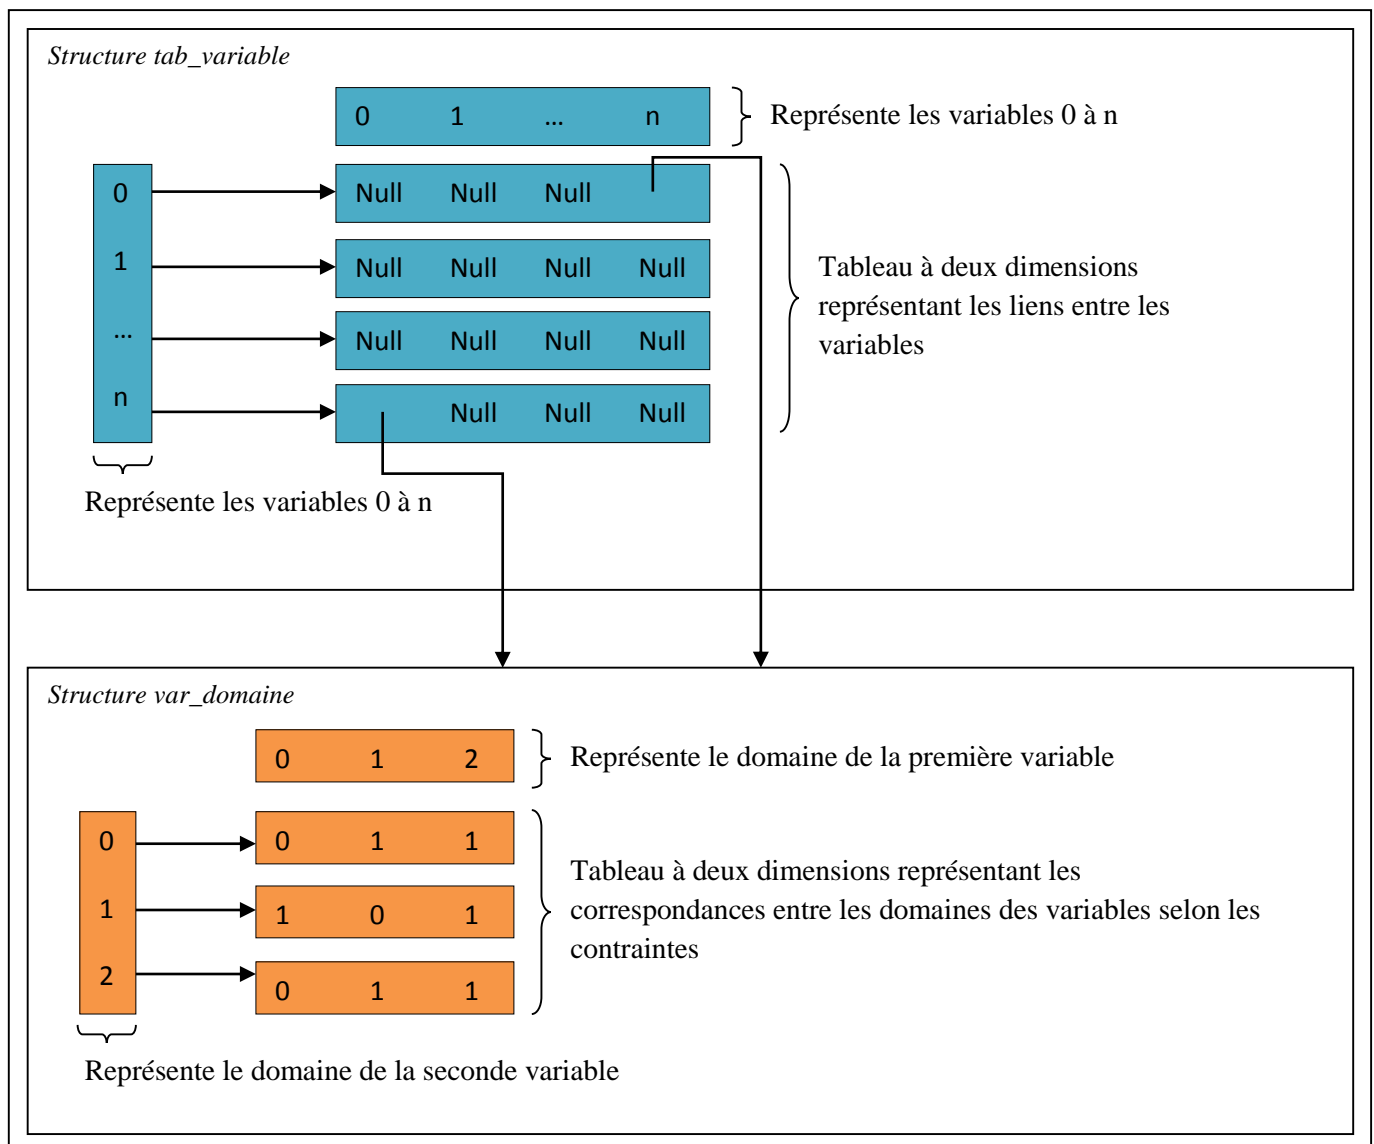 Structure tab_variable
0 1 ... n
Représente les variables 0 à n
0
Null Null Null
1
Null Null Null Null
...
Null Null Null Null
n
Null Null Null
Tableau à deux dimensions
représentant les liens entre les
variables
Représente les variables 0 à n
Structure var_domaine
0 1 2
Représente le domaine de la première variable
0
0 1 1
1
1 0 1
2
0 1 1
Tableau à deux dimensions représentant les
correspondances entre les domaines des variables selon les
contraintes
Représente le domaine de la seconde variable